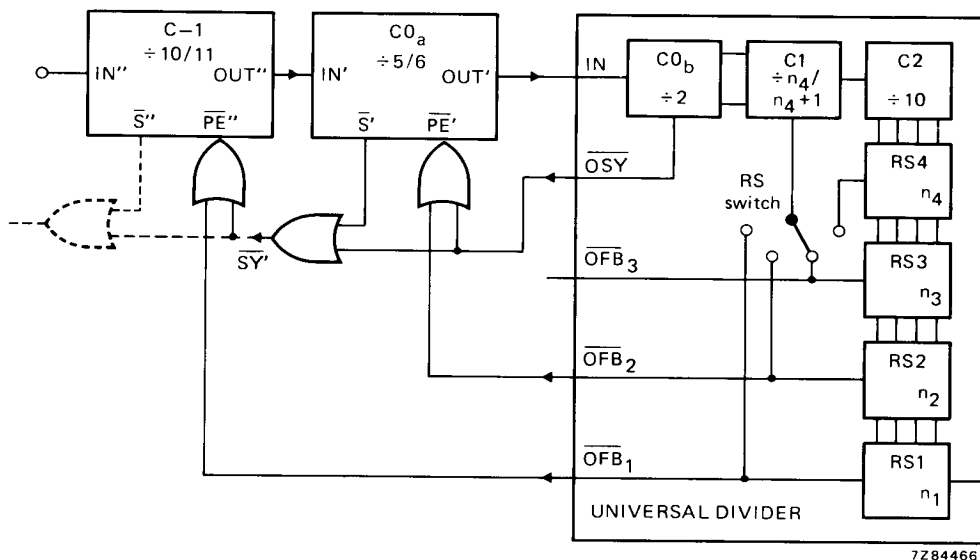 C-1
÷10/11
IN" OUT"
S̅" P̅E̅"
C0a
÷5/6
IN' OUT'
S̅' P̅E̅'
S̅Y̅'
IN
C0b
÷2
C1
÷n4/
n4+1
C2
÷10
O̅S̅Y̅
RS
switch
RS4
n4
O̅F̅B̅3
RS3
n3
O̅F̅B̅2
RS2
n2
O̅F̅B̅1
RS1
n1
UNIVERSAL DIVIDER
7Z84466